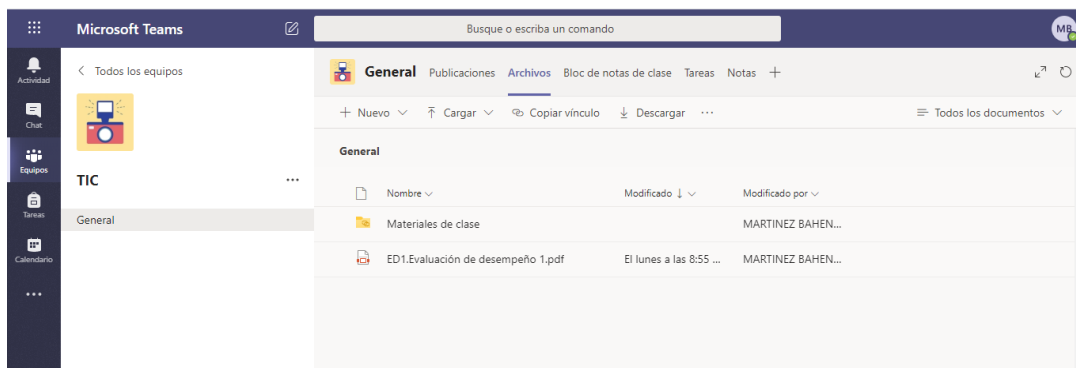 Microsoft Teams
Busque o escriba un comando
MB
Actividad
Chat
Equipos
Tareas
Calendario
Todos los equipos
TIC
General
General Publicaciones Archivos Bloc de notas de clase Tareas Notas
Nuevo Cargar Copiar vínculo Descargar Todos los documentos
General
Nombre Modificado Modificado por
Materiales de clase MARTINEZ BAHEN...
ED1.Evaluación de desempeño 1.pdf El lunes a las 8:55 ... MARTINEZ BAHEN...